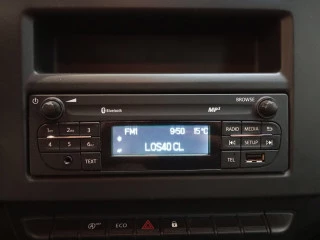 Bluetooth MP3 BROWSE
FM1 9:50 15°C
LOS40 CL
1 2 3
4 5 6
TEXT
RADIO MEDIA
SETUP
TEL
ECO